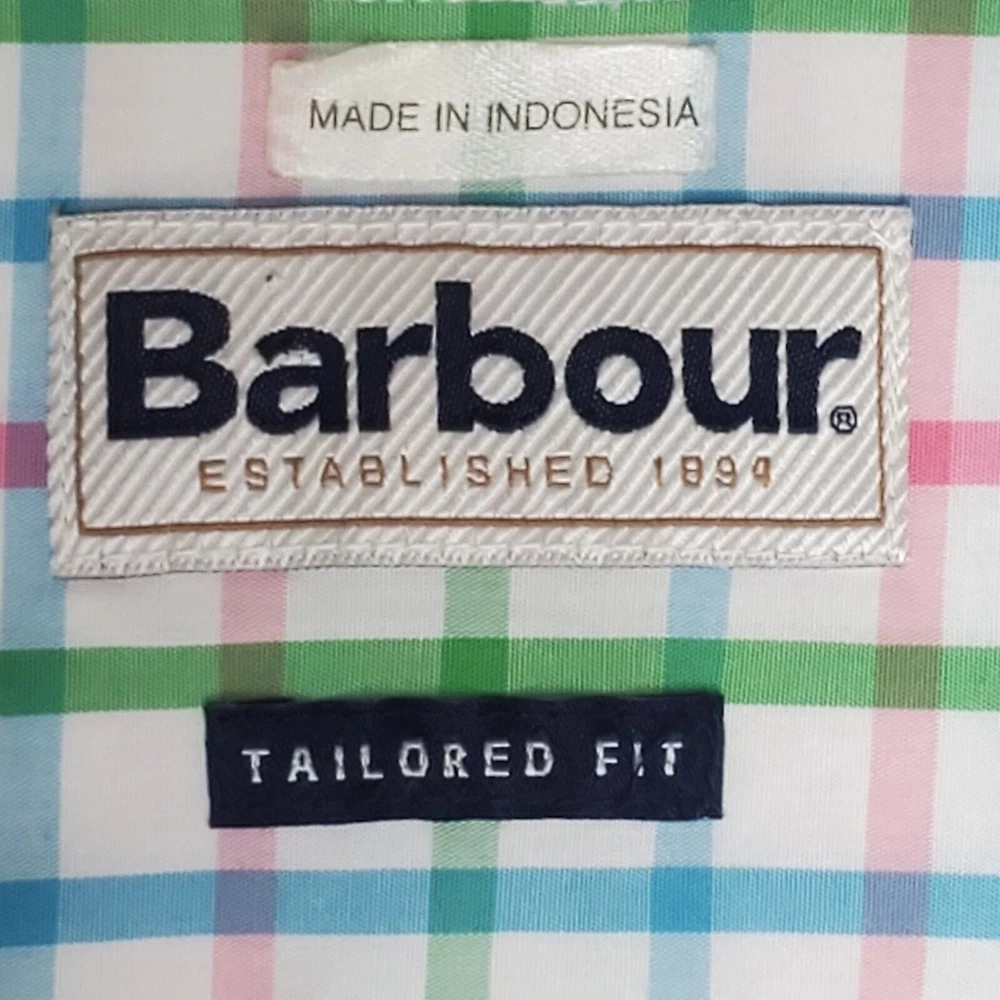 MADE IN INDONESIA
Barbour®
ESTABLISHED 1894
TAILORED FIT